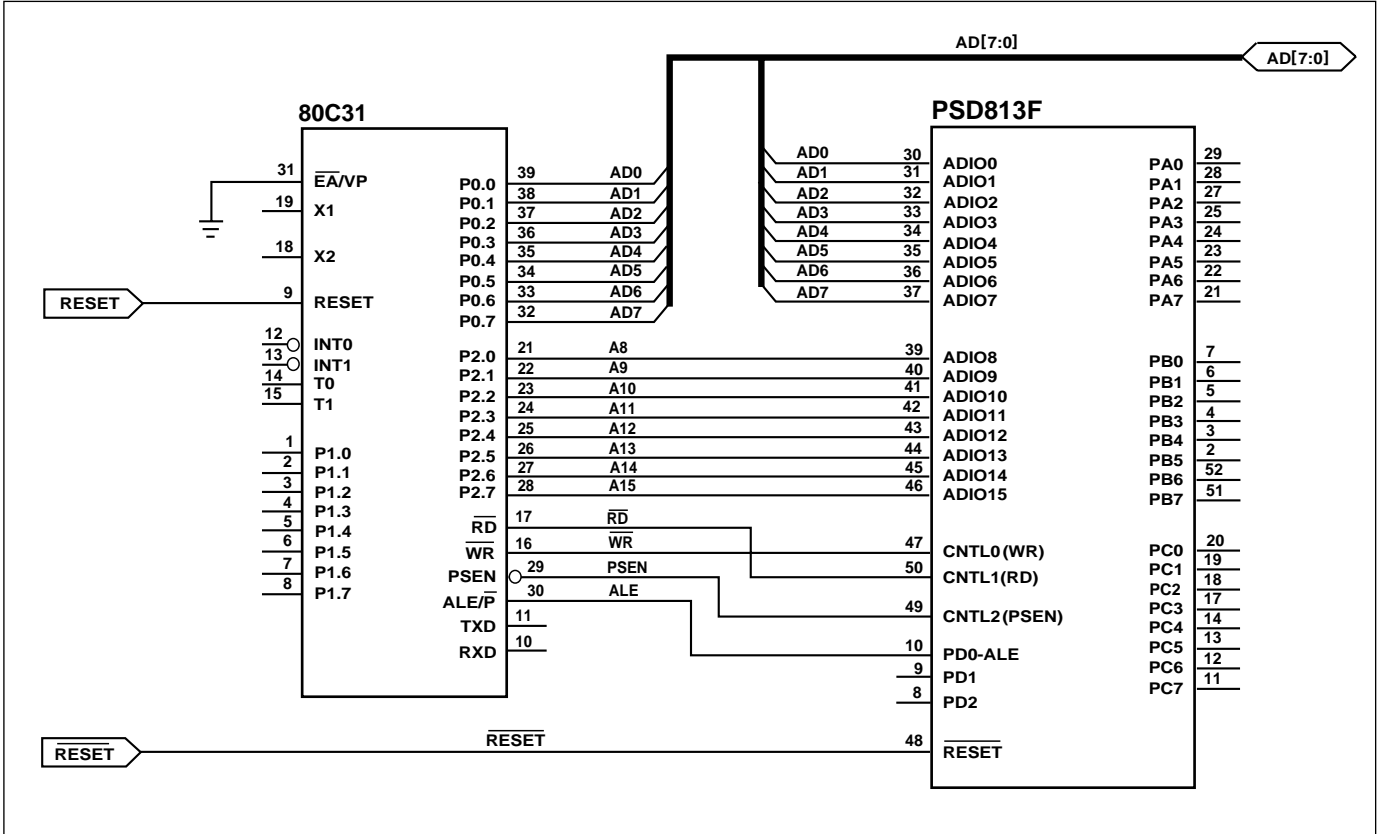 AD[7:0]
AD[7:0]
80C31
PSD813F
31 EA/VP
19 X1
18 X2
RESET 9 RESET
12 INT0
13 INT1
14 T0
15 T1
1 P1.0
2 P1.1
3 P1.2
4 P1.3
5 P1.4
6 P1.5
7 P1.6
8 P1.7
P0.0 39 AD0
P0.1 38 AD1
P0.2 37 AD2
P0.3 36 AD3
P0.4 35 AD4
P0.5 34 AD5
P0.6 33 AD6
P0.7 32 AD7
P2.0 21 A8
P2.1 22 A9
P2.2 23 A10
P2.3 24 A11
P2.4 25 A12
P2.5 26 A13
P2.6 27 A14
P2.7 28 A15
RD 17 RD
WR 16 WR
PSEN 29 PSEN
ALE/P 30 ALE
TXD 11
RXD 10
AD0 30 ADIO0
AD1 31 ADIO1
AD2 32 ADIO2
AD3 33 ADIO3
AD4 34 ADIO4
AD5 35 ADIO5
AD6 36 ADIO6
AD7 37 ADIO7
39 ADIO8
40 ADIO9
41 ADIO10
42 ADIO11
43 ADIO12
44 ADIO13
45 ADIO14
46 ADIO15
47 CNTL0(WR)
50 CNTL1(RD)
49 CNTL2(PSEN)
10 PD0-ALE
9 PD1
8 PD2
48 RESET
PA0 29
PA1 28
PA2 27
PA3 25
PA4 24
PA5 23
PA6 22
PA7 21
PB0 7
PB1 6
PB2 5
PB3 4
PB4 3
PB5 2
PB6 52
PB7 51
PC0 20
PC1 19
PC2 18
PC3 17
PC4 14
PC5 13
PC6 12
PC7 11
RESET RESET